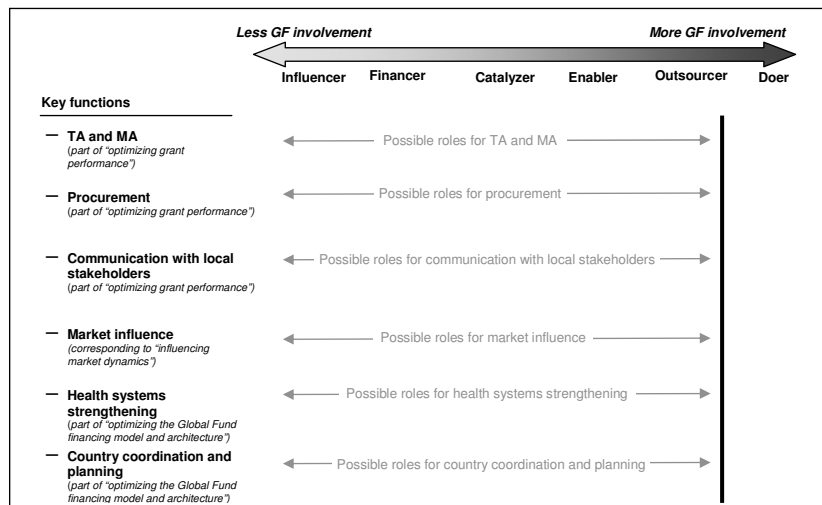 Less GF involvement More GF involvement
Influencer Financer Catalyzer Enabler Outsourcer Doer
Key functions
– TA and MA
(part of “optimizing grant
performance”)
Possible roles for TA and MA
– Procurement
(part of “optimizing grant performance”)
Possible roles for procurement
– Communication with local
stakeholders
(part of “optimizing grant performance”)
Possible roles for communication with local stakeholders
– Market influence
(corresponding to “influencing
market dynamics”)
Possible roles for market influence
– Health systems
strengthening
(part of “optimizing the Global Fund
financing model and architecture”)
Possible roles for health systems strengthening
– Country coordination and
planning
(part of “optimizing the Global Fund
financing model and architecture”)
Possible roles for country coordination and planning